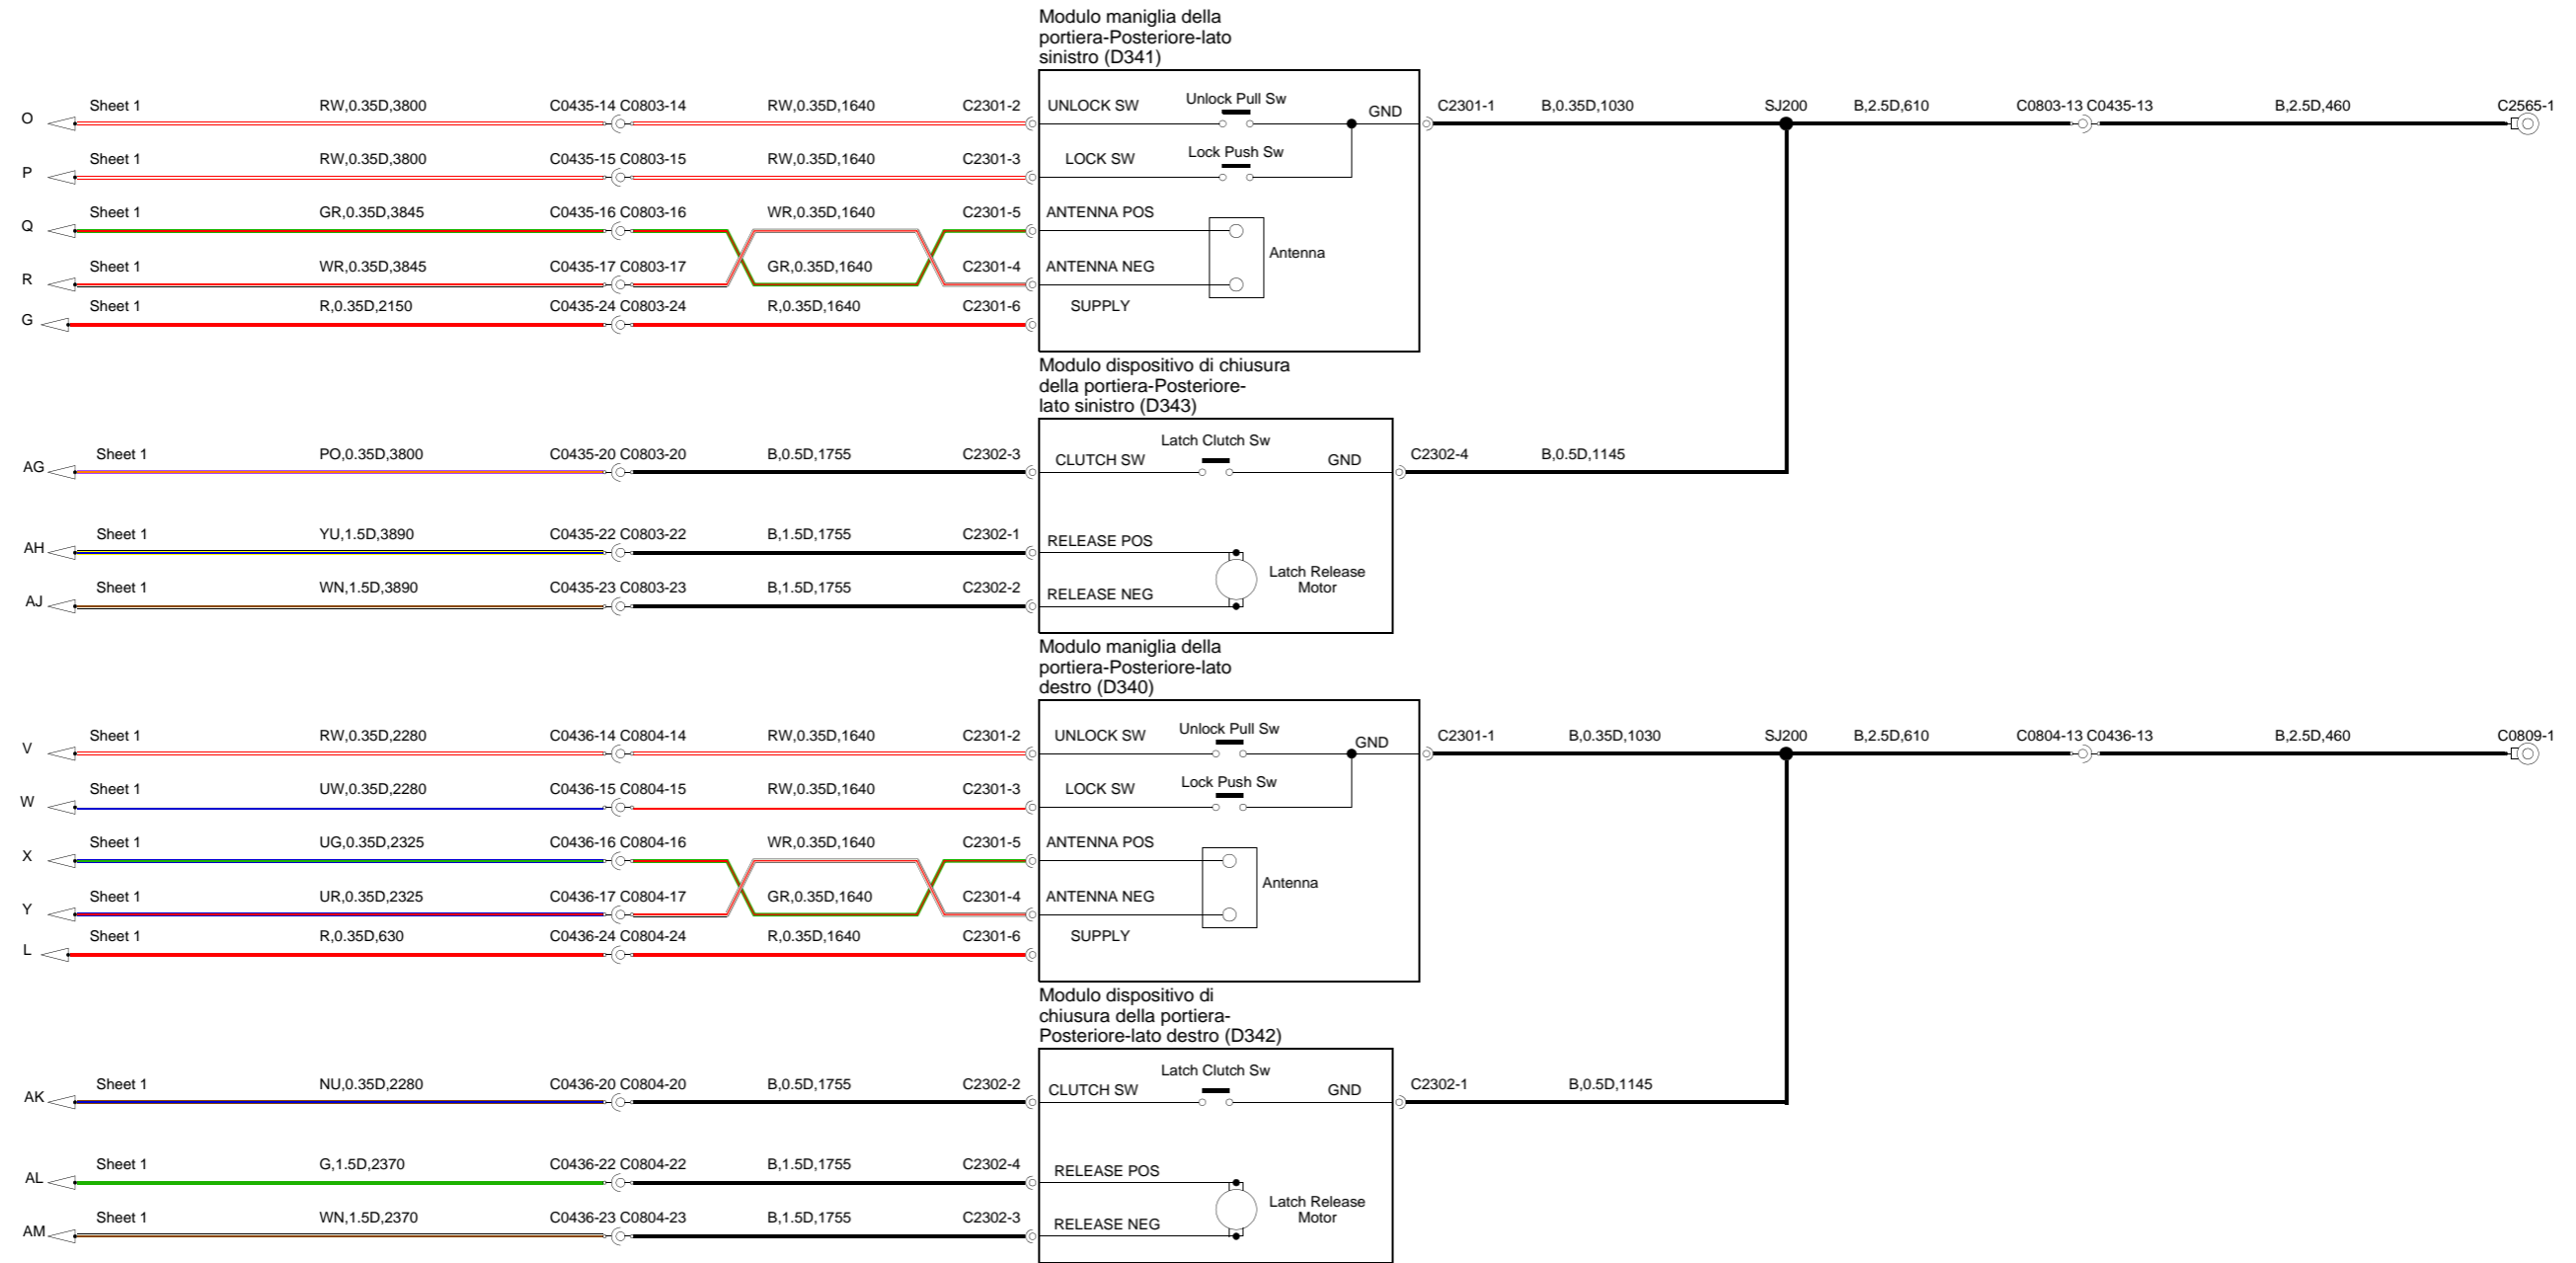 Modulo maniglia della
portiera-Posteriore-lato
sinistro (D341)
O Sheet 1 RW,0.35D,3800 C0435-14 C0803-14 RW,0.35D,1640 C2301-2 UNLOCK SW Unlock Pull Sw GND C2301-1 B,0.35D,1030 SJ200 B,2.5D,610 C0803-13 C0435-13 B,2.5D,460 C2565-1
P Sheet 1 RW,0.35D,3800 C0435-15 C0803-15 RW,0.35D,1640 C2301-3 LOCK SW Lock Push Sw
Q Sheet 1 GR,0.35D,3845 C0435-16 C0803-16 WR,0.35D,1640 C2301-5 ANTENNA POS
Antenna
R Sheet 1 WR,0.35D,3845 C0435-17 C0803-17 GR,0.35D,1640 C2301-4 ANTENNA NEG
G Sheet 1 R,0.35D,2150 C0435-24 C0803-24 R,0.35D,1640 C2301-6 SUPPLY
Modulo dispositivo di chiusura
della portiera-Posteriore-
lato sinistro (D343)
AG Sheet 1 PO,0.35D,3800 C0435-20 C0803-20 B,0.5D,1755 C2302-3 CLUTCH SW Latch Clutch Sw GND C2302-4 B,0.5D,1145
AH Sheet 1 YU,1.5D,3890 C0435-22 C0803-22 B,1.5D,1755 C2302-1 RELEASE POS
Latch Release
Motor
AJ Sheet 1 WN,1.5D,3890 C0435-23 C0803-23 B,1.5D,1755 C2302-2 RELEASE NEG
Modulo maniglia della
portiera-Posteriore-lato
destro (D340)
V Sheet 1 RW,0.35D,2280 C0436-14 C0804-14 RW,0.35D,1640 C2301-2 UNLOCK SW Unlock Pull Sw GND C2301-1 B,0.35D,1030 SJ200 B,2.5D,610 C0804-13 C0436-13 B,2.5D,460 C0809-1
W Sheet 1 UW,0.35D,2280 C0436-15 C0804-15 RW,0.35D,1640 C2301-3 LOCK SW Lock Push Sw
X Sheet 1 UG,0.35D,2325 C0436-16 C0804-16 WR,0.35D,1640 C2301-5 ANTENNA POS
Antenna
Y Sheet 1 UR,0.35D,2325 C0436-17 C0804-17 GR,0.35D,1640 C2301-4 ANTENNA NEG
L Sheet 1 R,0.35D,630 C0436-24 C0804-24 R,0.35D,1640 C2301-6 SUPPLY
Modulo dispositivo di
chiusura della portiera-
Posteriore-lato destro (D342)
AK Sheet 1 NU,0.35D,2280 C0436-20 C0804-20 B,0.5D,1755 C2302-2 CLUTCH SW Latch Clutch Sw GND C2302-1 B,0.5D,1145
AL Sheet 1 G,1.5D,2370 C0436-22 C0804-22 B,1.5D,1755 C2302-4 RELEASE POS
Latch Release
Motor
AM Sheet 1 WN,1.5D,2370 C0436-23 C0804-23 B,1.5D,1755 C2302-3 RELEASE NEG